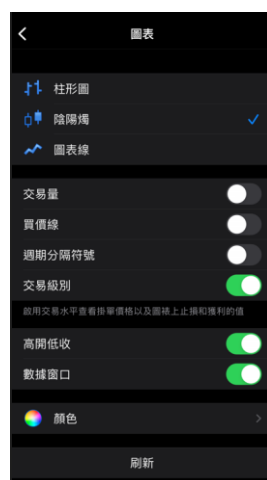 圖表
柱形圖
陰陽燭
圖表線
交易量
買價線
週期分隔符號
交易級別
啟用交易水平查看掛單價格以及圖裱上止損和獲利的值
高開低收
數據窗口
顏色
刷新